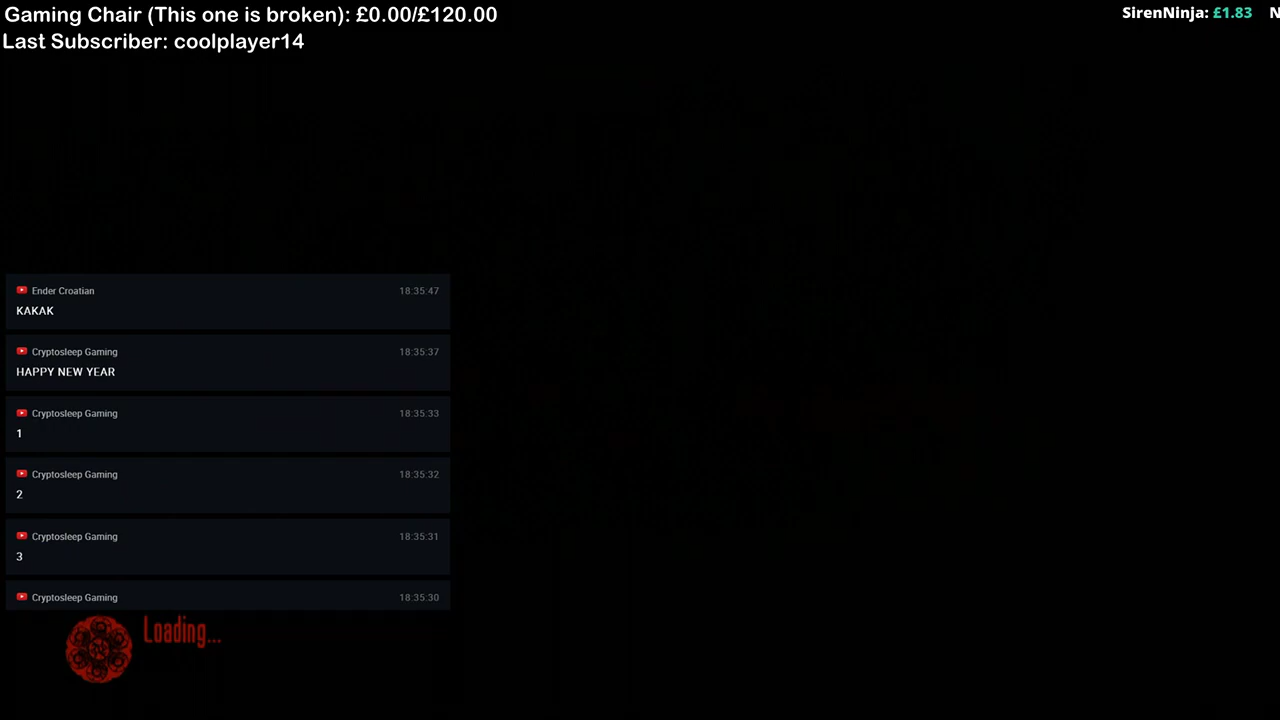 Gaming Chair (This one is broken): £0.00/£120.00
SirenNinja: £1.83 N
Last Subscriber: coolplayer14
Ender Croatian 18:35:47
KAKAK
Cryptosleep Gaming 18:35:37
HAPPY NEW YEAR
Cryptosleep Gaming 18:35:33
1
Cryptosleep Gaming 18:35:32
2
Cryptosleep Gaming 18:35:31
3
Cryptosleep Gaming 18:35:30
Loading...